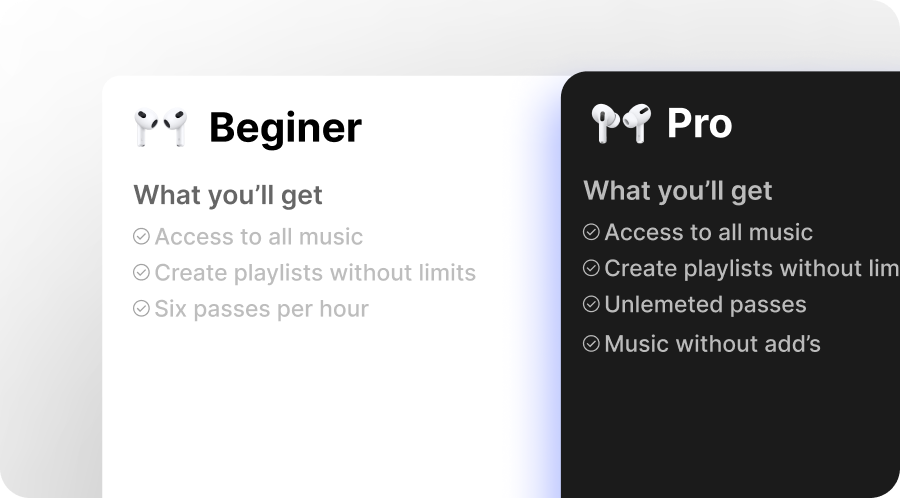 Beginer
What you'll get
Access to all music
Create playlists without limits
Six passes per hour
Pro
What you'll get
Access to all music
Create playlists without lim
Unlemeted passes
Music without add's